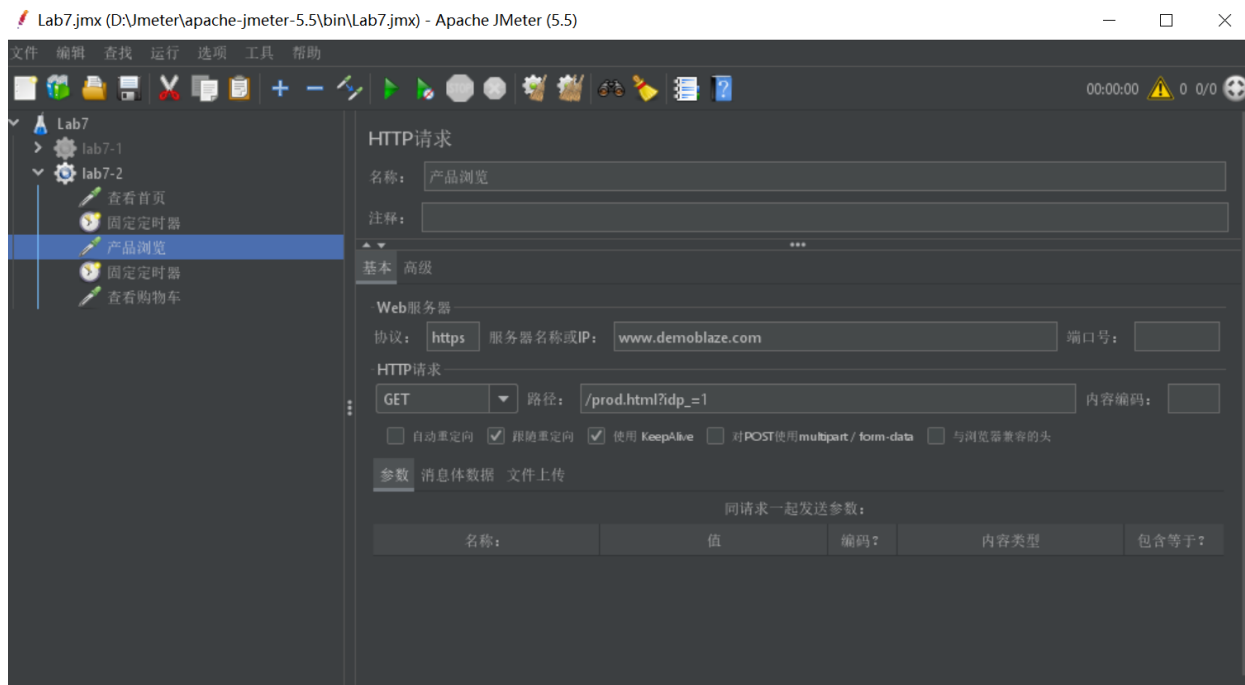 Lab7.jmx (D:\Jmeter\apache-jmeter-5.5\bin\Lab7.jmx) - Apache JMeter (5.5)
文件 编辑 查找 运行 选项 工具 帮助
STOP ? 00:00:00 0 0/0
Lab7
lab7-1
lab7-2
查看首页
固定定时器
产品浏览
固定定时器
查看购物车
HTTP请求
名称： 产品浏览
注释：
基本 高级
Web服务器
协议： https 服务器名称或IP： www.demoblaze.com 端口号：
HTTP请求
GET 路径： /prod.html?idp_=1 内容编码：
自动重定向 跟随重定向 使用 KeepAlive 对POST使用multipart / form-data 与浏览器兼容的头
参数 消息体数据 文件上传
同请求一起发送参数：
名称： 值 编码? 内容类型 包含等于?